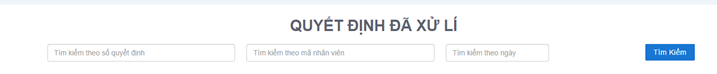 QUYẾT ĐỊNH ĐÃ XỬ LÍ
Tìm kiếm theo số quyết định Tìm kiếm theo mã nhân viên Tìm kiếm theo ngày Tìm Kiếm